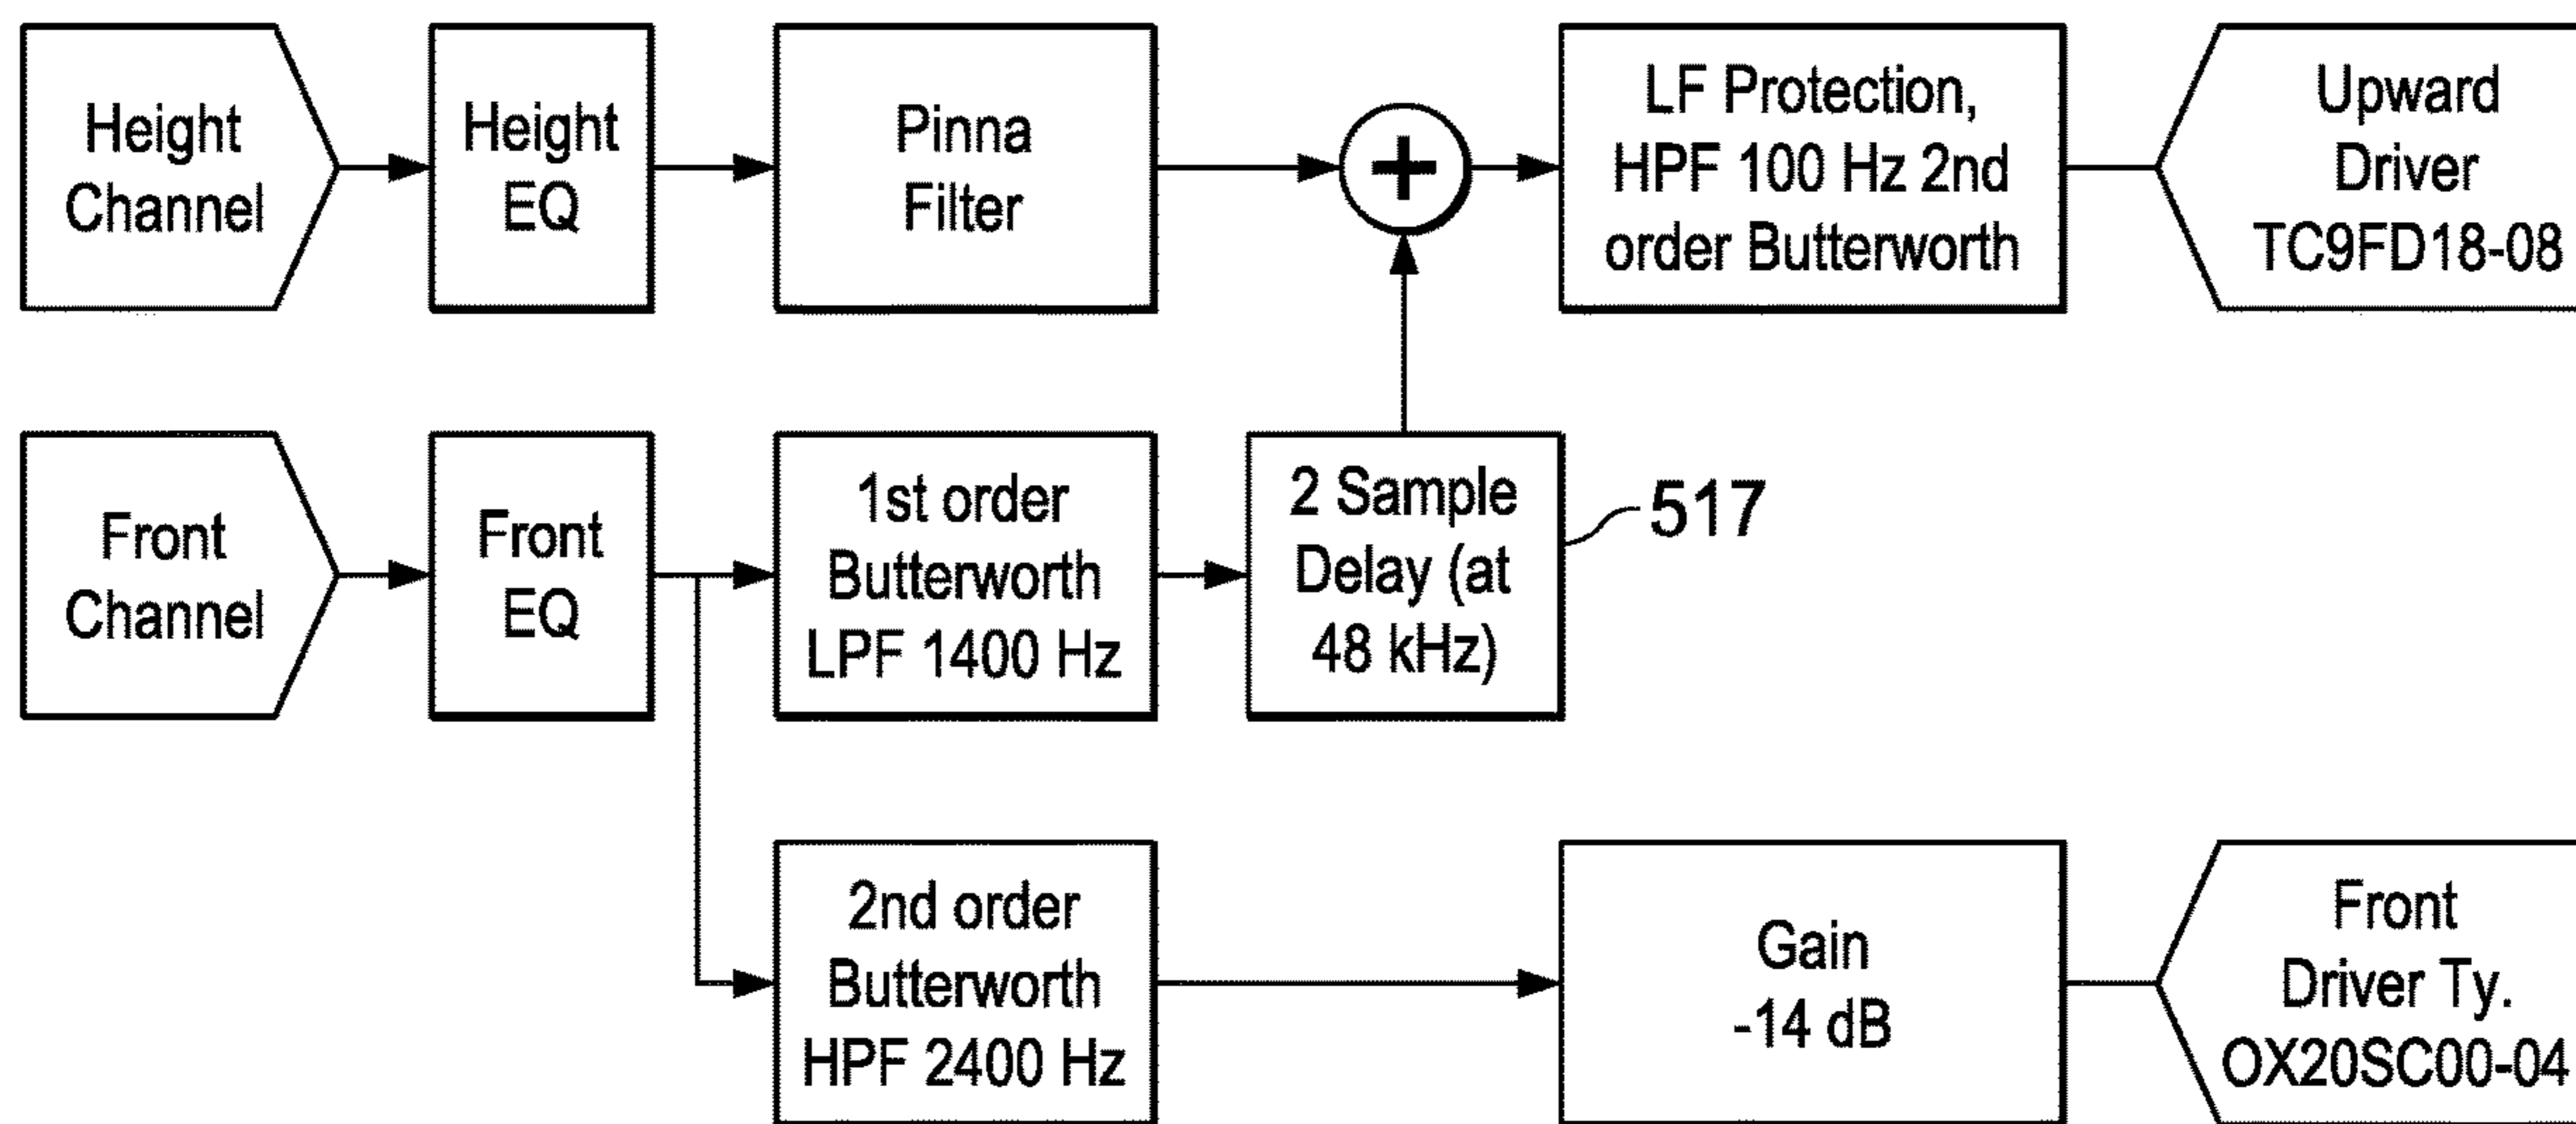 Height
Channel
Height
EQ
Pinna
Filter
+
LF Protection,
HPF 100 Hz 2nd
order Butterworth
Upward
Driver
TC9FD18-08
Front
Channel
Front
EQ
1st order
Butterworth
LPF 1400 Hz
2 Sample
Delay (at
48 kHz)
517
2nd order
Butterworth
HPF 2400 Hz
Gain
-14 dB
Front
Driver Ty.
OX20SC00-04